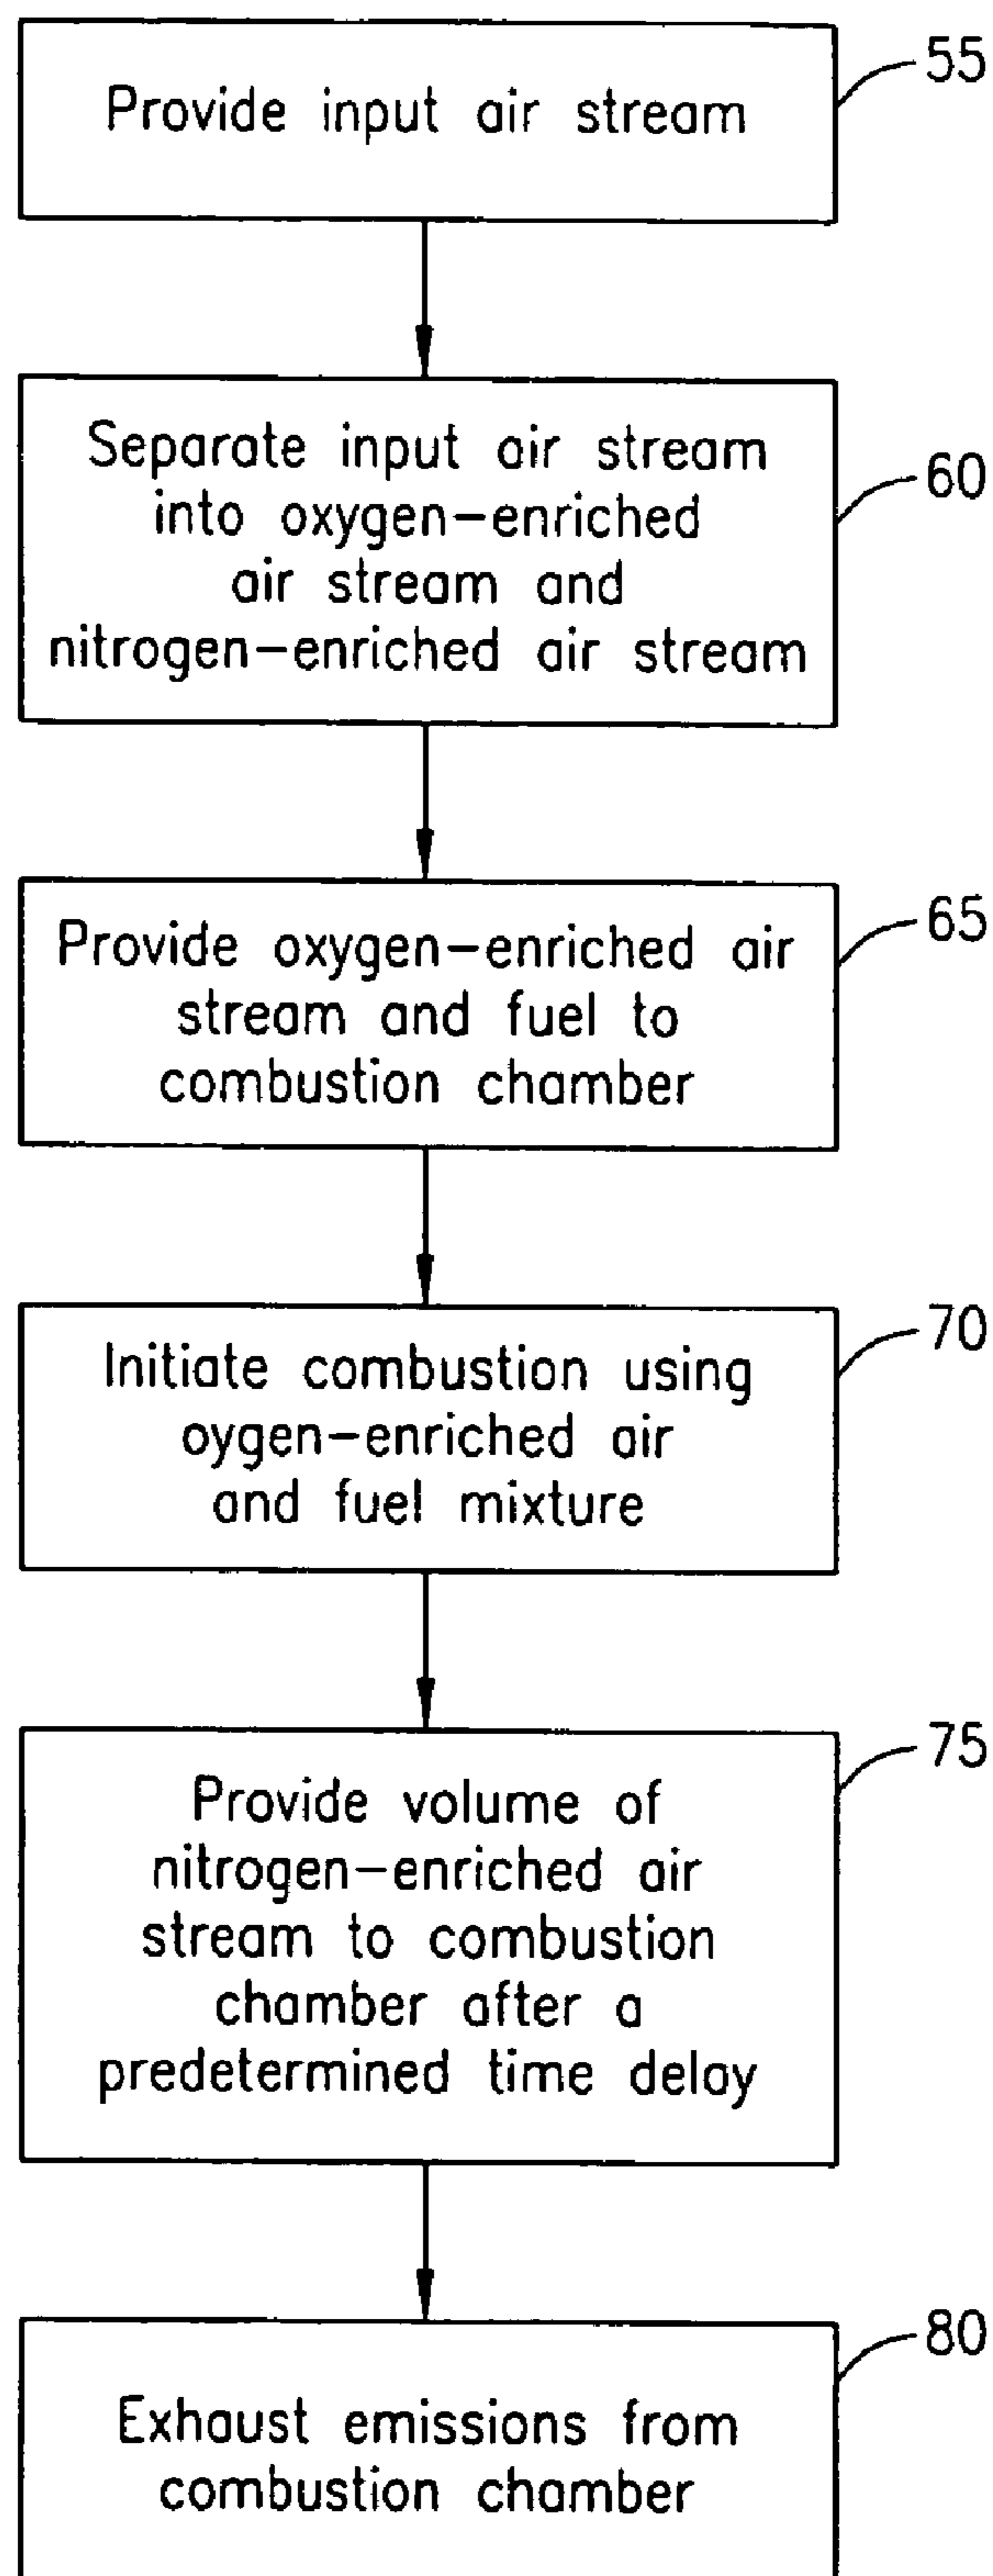 Provide input air stream
55
Separate input air stream
into oxygen-enriched
air stream and
nitrogen-enriched air stream
60
Provide oxygen-enriched air
stream and fuel to
combustion chamber
65
Initiate combustion using
oygen-enriched air
and fuel mixture
70
Provide volume of
nitrogen-enriched air
stream to combustion
chamber after a
predetermined time delay
75
Exhaust emissions from
combustion chamber
80